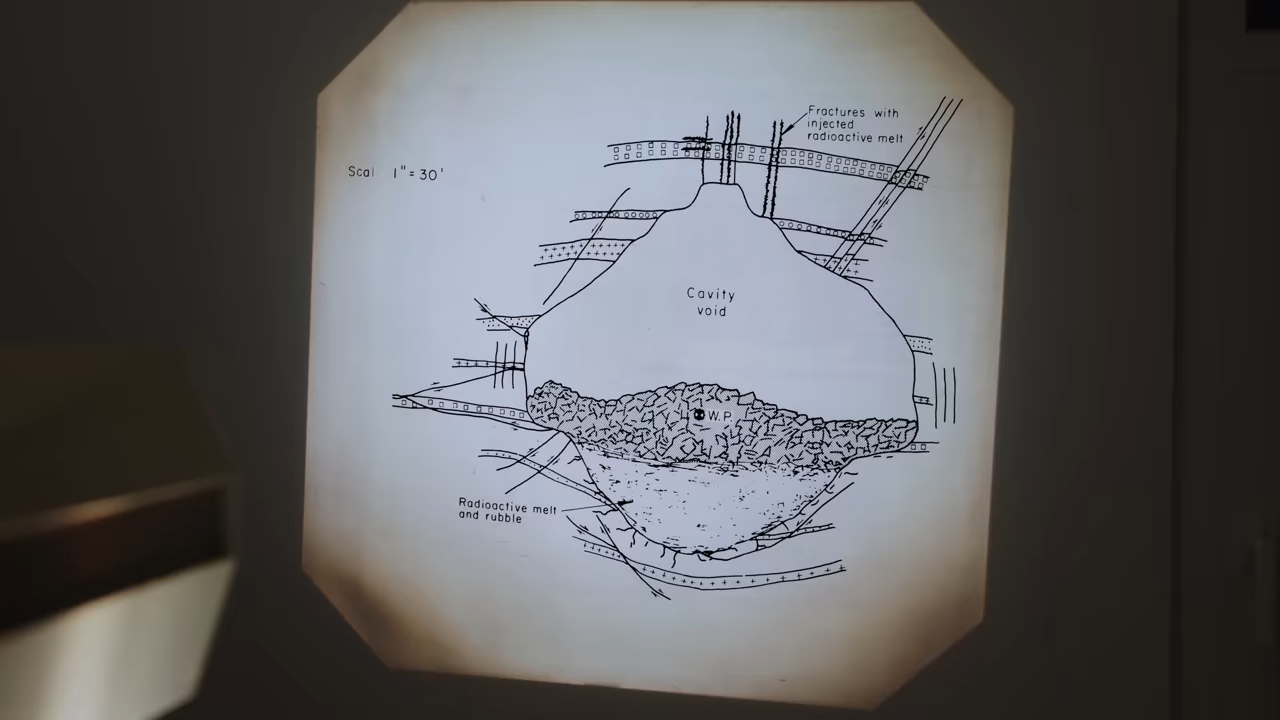 Fractures with
injected
radioactive melt
Scal 1" = 30'
Cavity
void
W.P.
Radioactive melt
and rubble